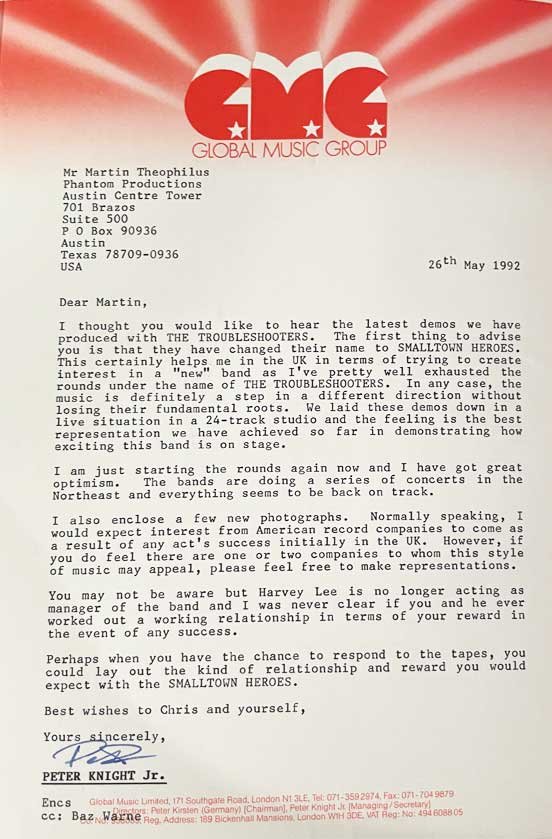 G.M.G
GLOBAL MUSIC GROUP
Mr Martin Theophilus
Phantom Productions
Austin Centre Tower
701 Brazos
Suite 500
P O Box 90936
Austin
Texas 78709-0936
USA
26th May 1992
Dear Martin,
I thought you would like to hear the latest demos we have
produced with THE TROUBLESHOOTERS. The first thing to advise
you is that they have changed their name to SMALLTOWN HEROES.
This certainly helps me in the UK in terms of trying to create
interest in a "new" band as I've pretty well exhausted the
rounds under the name of THE TROUBLESHOOTERS. In any case, the
music is definitely a step in a different direction without
losing their fundamental roots. We laid these demos down in a
live situation in a 24-track studio and the feeling is the best
representation we have achieved so far in demonstrating how
exciting this band is on stage.
I am just starting the rounds again now and I have got great
optimism. The bands are doing a series of concerts in the
Northeast and everything seems to be back on track.
I also enclose a few new photographs. Normally speaking, I
would expect interest from American record companies to come as
a result of any act's success initially in the UK. However, if
you do feel there are one or two companies to whom this style
of music may appeal, please feel free to make representations.
You may not be aware but Harvey Lee is no longer acting as
manager of the band and I was never clear if you and he ever
worked out a working relationship in terms of your reward in
the event of any success.
Perhaps when you have the chance to respond to the tapes, you
could lay out the kind of relationship and reward you would
expect with the SMALLTOWN HEROES.
Best wishes to Chris and yourself,
Yours sincerely,
PETER KNIGHT Jr.
Encs
Global Music Limited, 171 Southgate Road, London N1 3LE, Tel: 071-359 2974, Fax: 071-704 9879
Directors: Peter Kirsten (Germany) [Chairman], Peter Knight Jr. [Managing/Secretary]
cc: Baz Warne
Co. No: Reg. Address: 189 Bickenhall Mansions, London W1H 3DE, VAT Reg: No: 494 6088 05